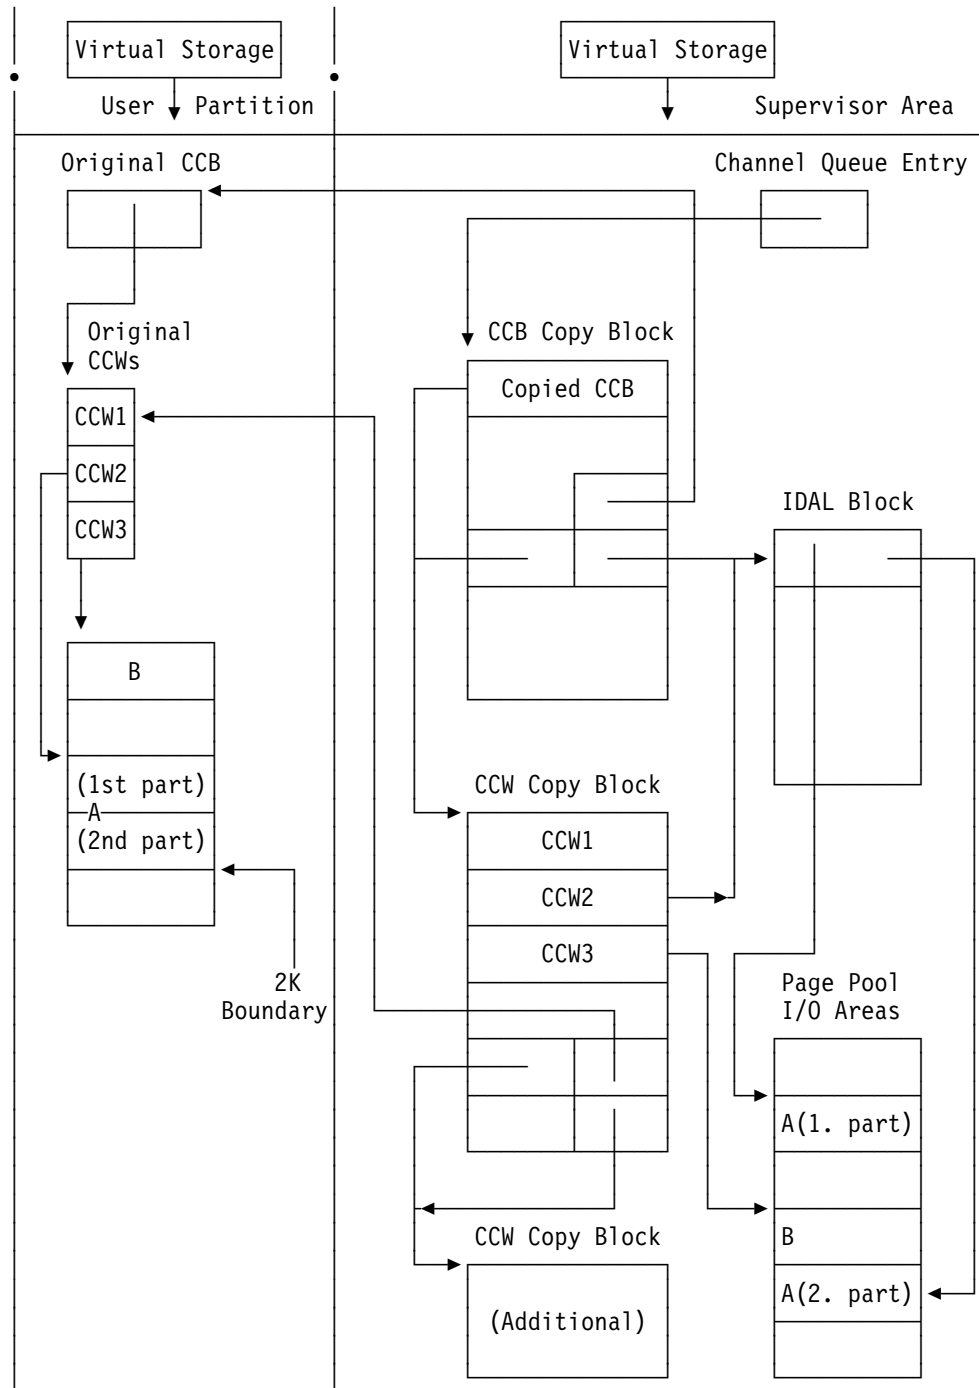 Virtual Storage
Virtual Storage
User Partition
Supervisor Area
Original CCB
Channel Queue Entry
Original
CCWs
CCB Copy Block
CCW1
Copied CCB
CCW2
CCW3
IDAL Block
B
(1st part)
A
(2nd part)
CCW Copy Block
CCW1
CCW2
CCW3
2K
Boundary
Page Pool
I/O Areas
A(1. part)
B
A(2. part)
CCW Copy Block
(Additional)